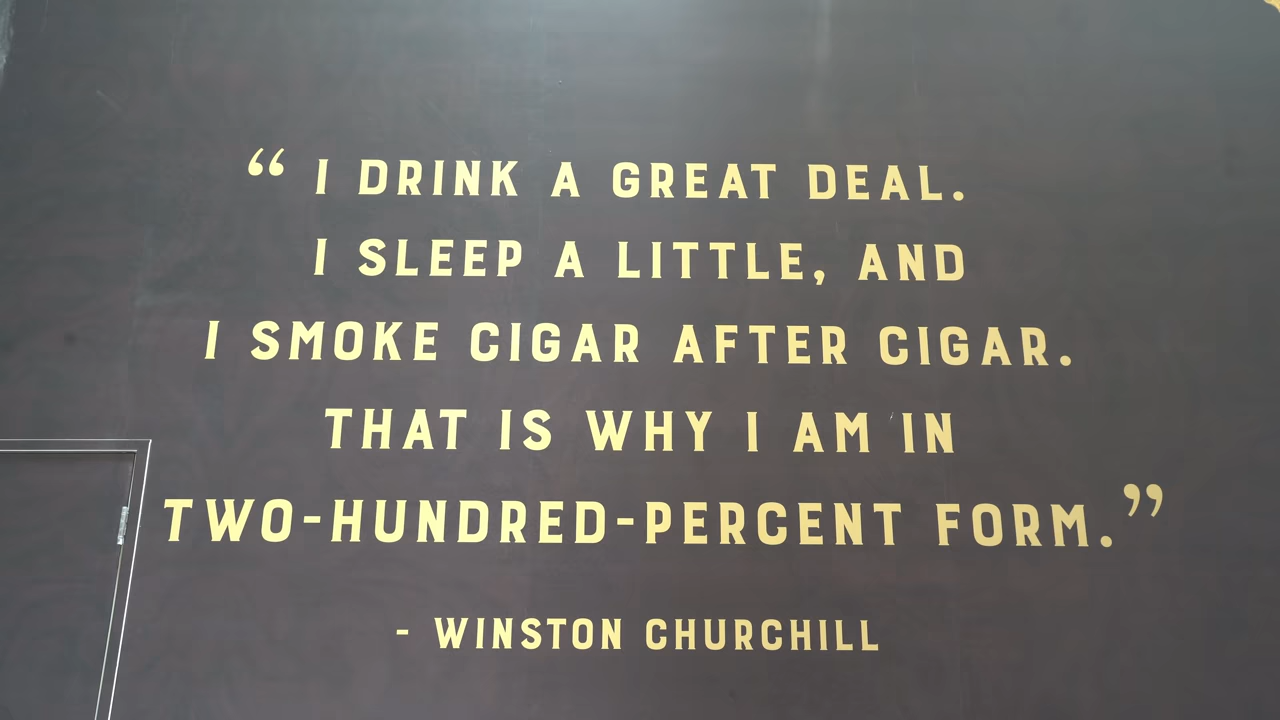 “ I DRINK A GREAT DEAL.
I SLEEP A LITTLE, AND
I SMOKE CIGAR AFTER CIGAR.
THAT IS WHY I AM IN
TWO-HUNDRED-PERCENT FORM.”
- WINSTON CHURCHILL